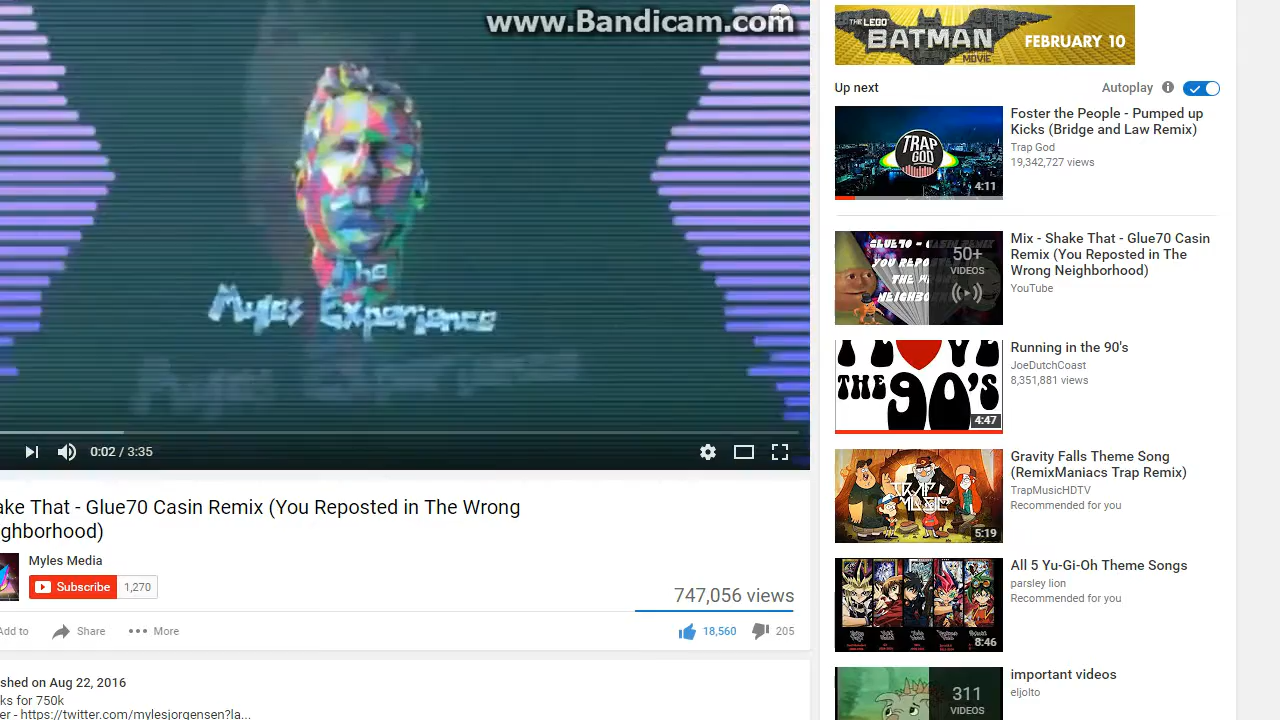 www.Bandicam.com
The
Myles Experience
0:02 / 3:35
ake That - Glue70 Casin Remix (You Reposted in The Wrong
ghborhood)
Myles Media
Subscribe 1,270
747,056 views
Add to Share More
18,560 205
shed on Aug 22, 2016
ks for 750k
er - https://twitter.com/mylesjorgensen?la...
THE LEGO
BATMAN
MOVIE
FEBRUARY 10
Up next
Autoplay
TRAP
GOD
4:11
Foster the People - Pumped up
Kicks (Bridge and Law Remix)
Trap God
19,342,727 views
50+
VIDEOS
Mix - Shake That - Glue70 Casin
Remix (You Reposted in The
Wrong Neighborhood)
YouTube
I LOVE
THE 90'S
4:47
Running in the 90's
JoeDutchCoast
8,351,881 views
TRAP
MUSIC
5:19
Gravity Falls Theme Song
(RemixManiacs Trap Remix)
TrapMusicHDTV
Recommended for you
8:46
All 5 Yu-Gi-Oh Theme Songs
parsley lion
Recommended for you
311
VIDEOS
important videos
eljolto